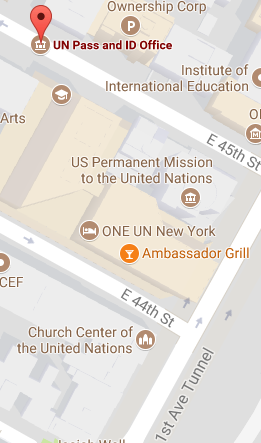 Ownership Corp
P
UN Pass and ID Office
Institute of
International Education
Arts
E 45th St
US Permanent Mission
to the United Nations
ONE UN New York
Ambassador Grill
CEF
E 44th St
Church Center of
the United Nations
1st Ave Tunnel